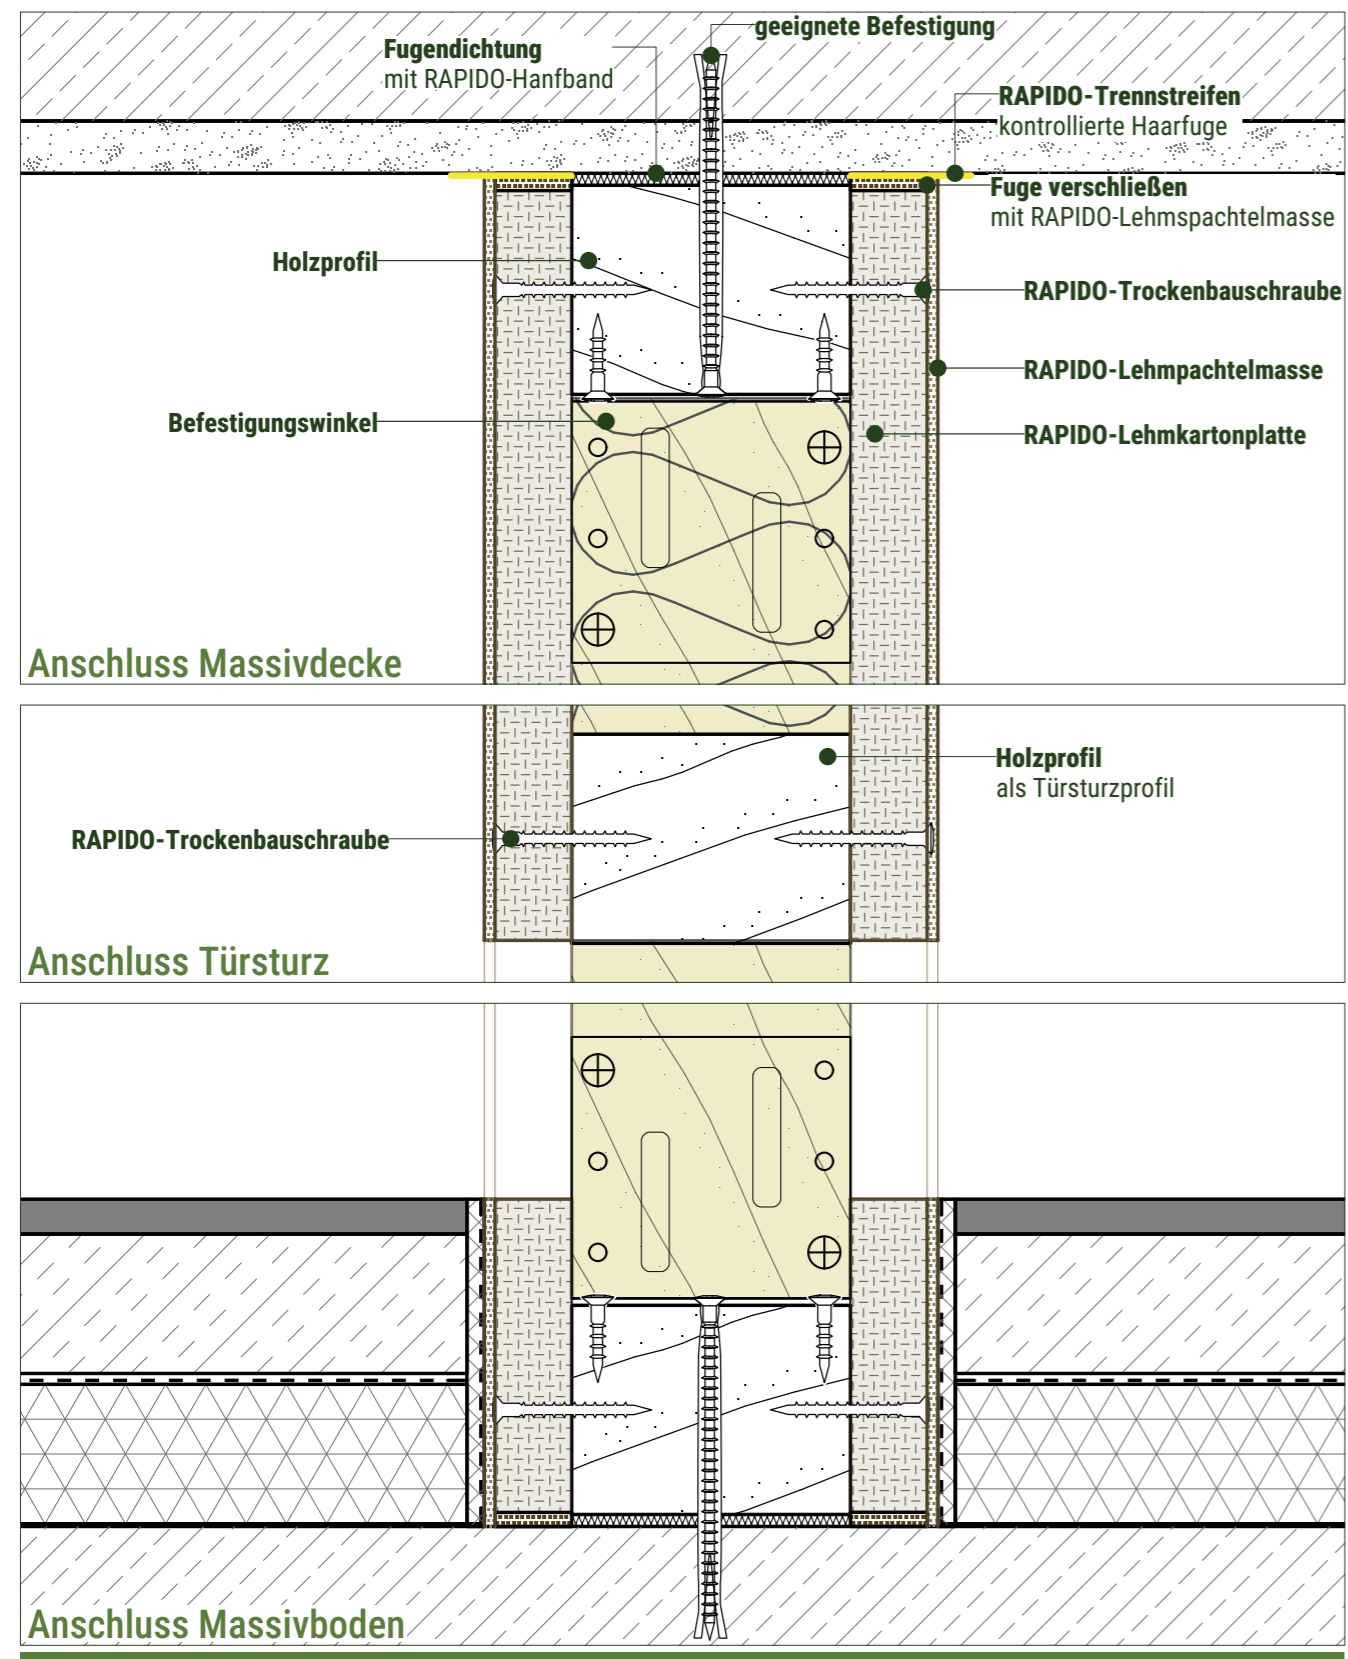 geeignete Befestigung
Fugendichtung
mit RAPIDO-Hanfband
RAPIDO-Trennstreifen
kontrollierte Haarfuge
Fuge verschließen
mit RAPIDO-Lehmspachtelmasse
Holzprofil
RAPIDO-Trockenbauschraube
RAPIDO-Lehmpachtelmasse
Befestigungswinkel
RAPIDO-Lehmkartonplatte
Anschluss Massivdecke
Holzprofil
als Türsturzprofil
RAPIDO-Trockenbauschraube
Anschluss Türsturz
Anschluss Massivboden